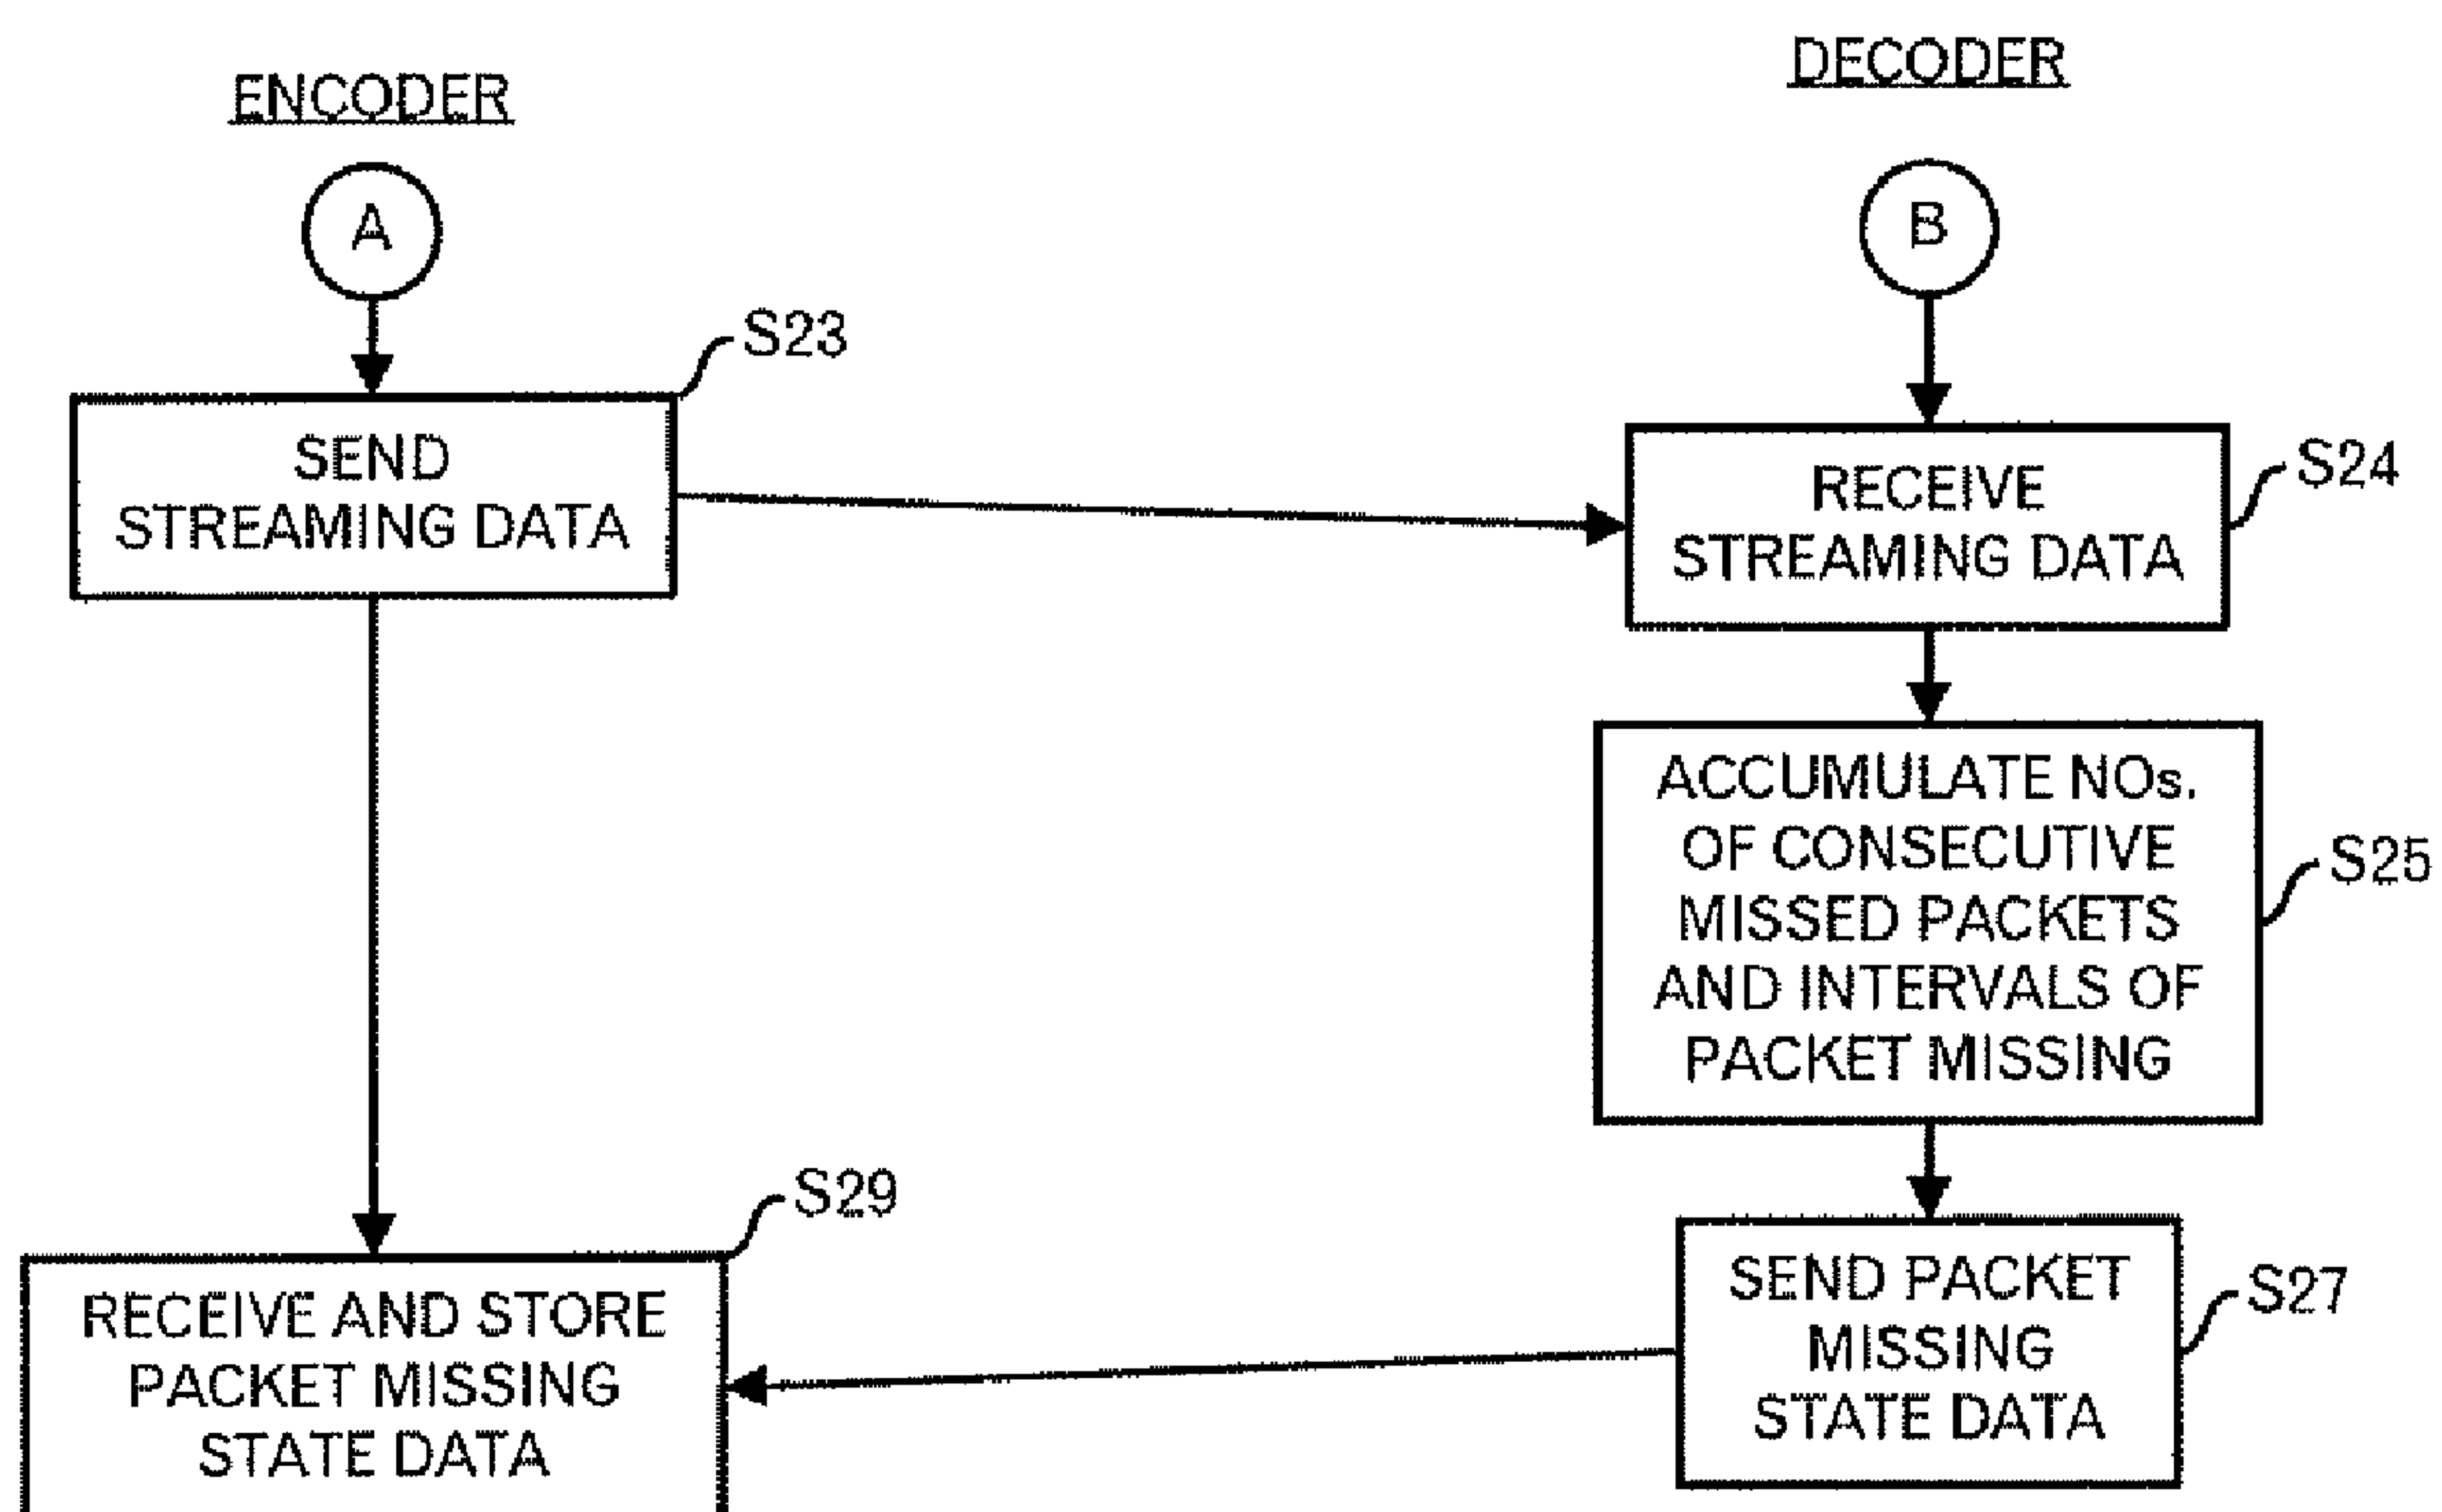 ENCODER
DECODER
A
B
S23
SEND
STREAMING DATA
S24
RECEIVE
STREAMING DATA
S25
ACCUMULATE NOs.
OF CONSECUTIVE
MISSED PACKETS
AND INTERVALS OF
PACKET MISSING
S29
RECEIVE AND STORE
PACKET MISSING
STATE DATA
S27
SEND PACKET
MISSING
STATE DATA